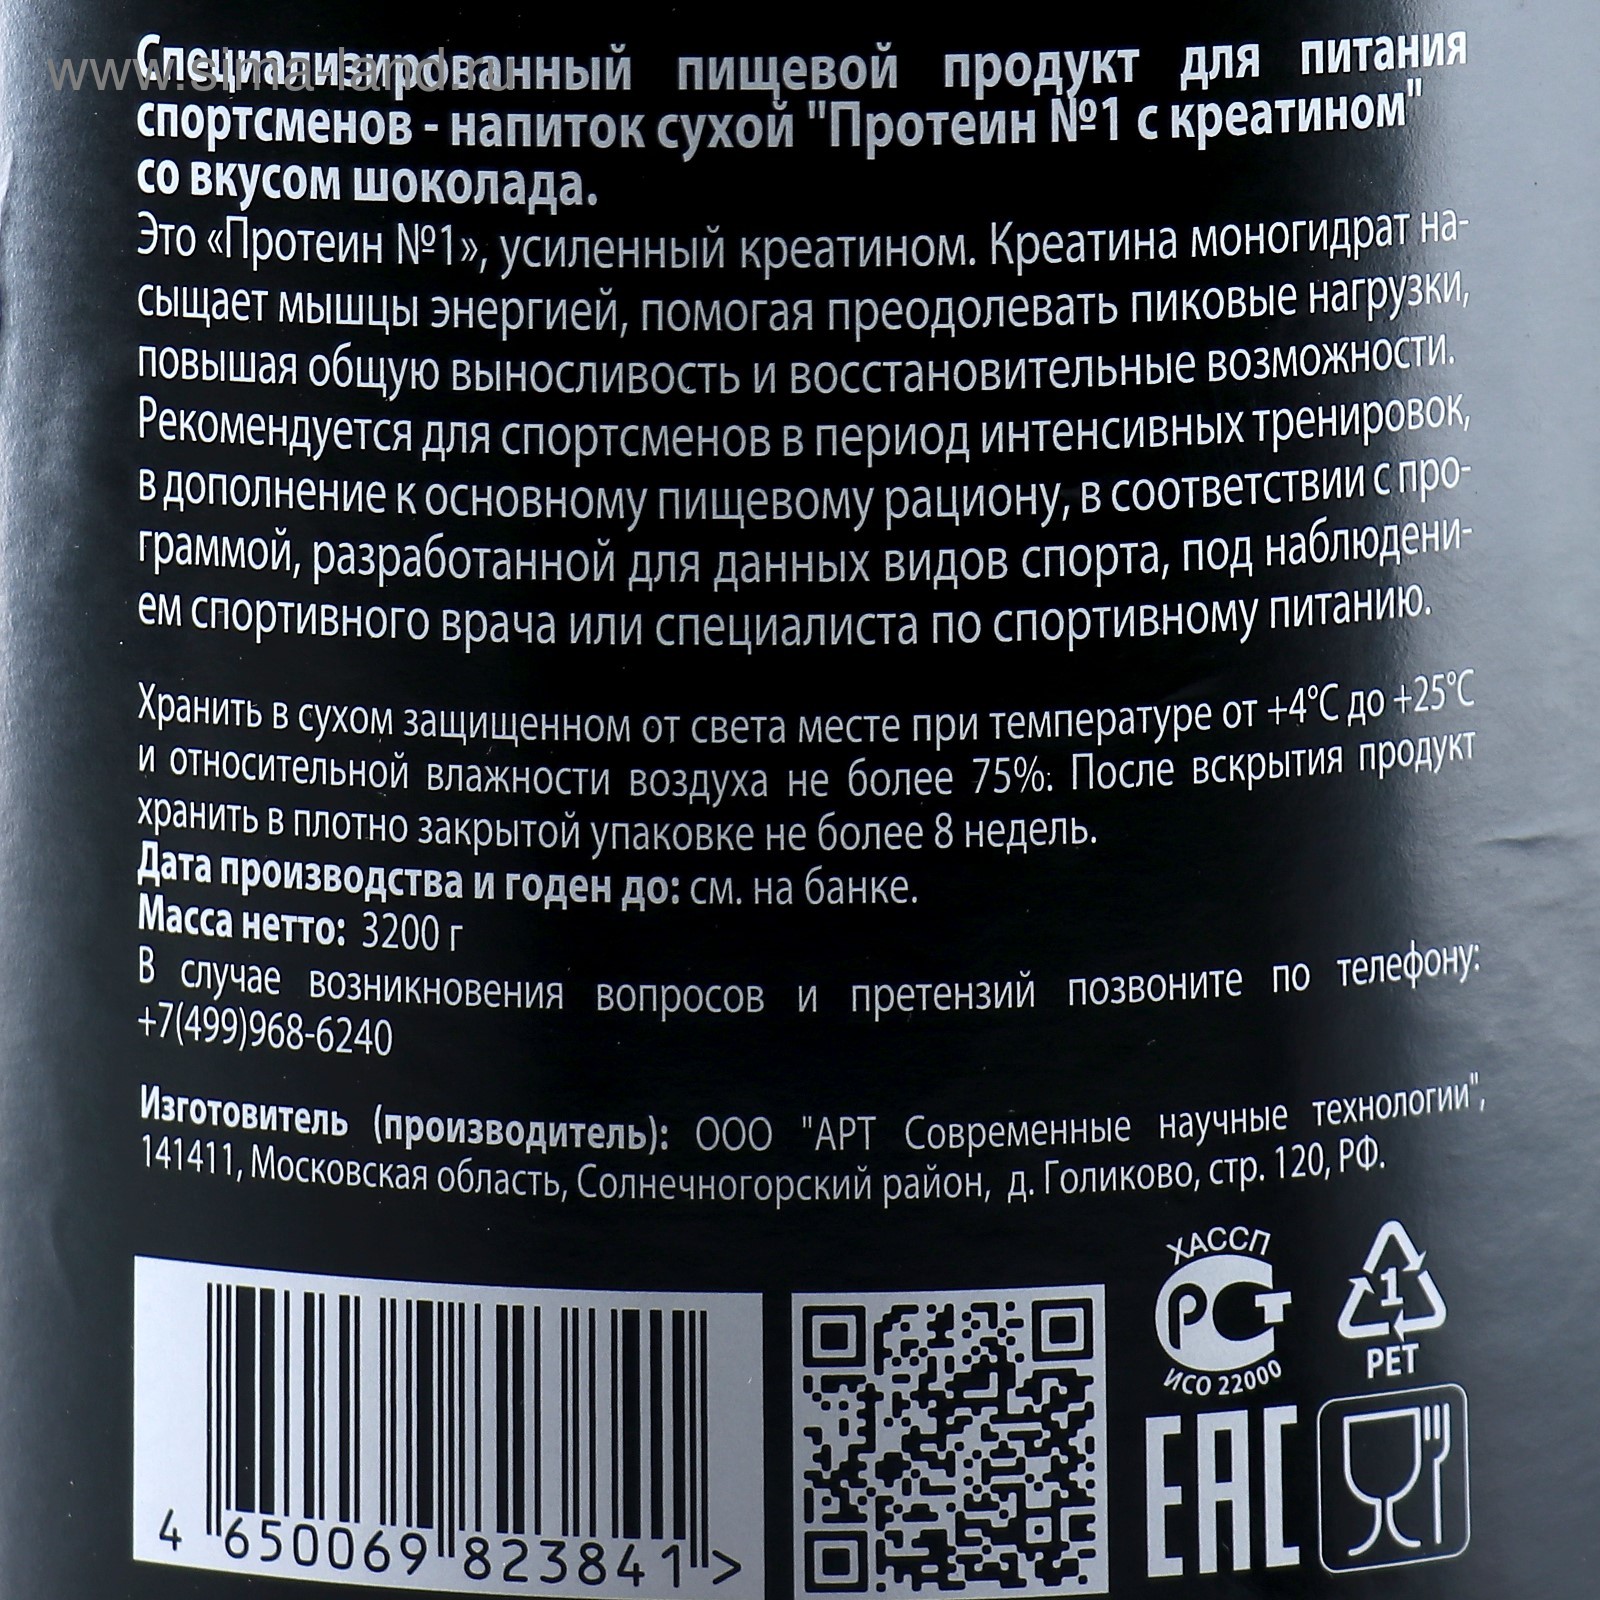 www.sima-land.ru
Специализированный пищевой продукт для питания
спортсменов - напиток сухой "Протеин №1 с креатином"
со вкусом шоколада.
Это «Протеин №1», усиленный креатином. Креатина моногидрат на-
сыщает мышцы энергией, помогая преодолевать пиковые нагрузки,
повышая общую выносливость и восстановительные возможности.
Рекомендуется для спортсменов в период интенсивных тренировок,
в дополнение к основному пищевому рациону, в соответствии с про-
граммой, разработанной для данных видов спорта, под наблюдени-
ем спортивного врача или специалиста по спортивному питанию.
Хранить в сухом защищенном от света месте при температуре от +4°C до +25°C
и относительной влажности воздуха не более 75%. После вскрытия продукт
хранить в плотно закрытой упаковке не более 8 недель.
Дата производства и годен до: см. на банке.
Масса нетто: 3200 г
В случае возникновения вопросов и претензий позвоните по телефону:
+7(499)968-6240
Изготовитель (производитель): ООО "АРТ Современные научные технологии",
141411, Московская область, Солнечногорский район, д. Голиково, стр. 120, РФ.
ХАССП
РСТ
ИСО 22000
1
PET
EAC
4 650069 823841 >